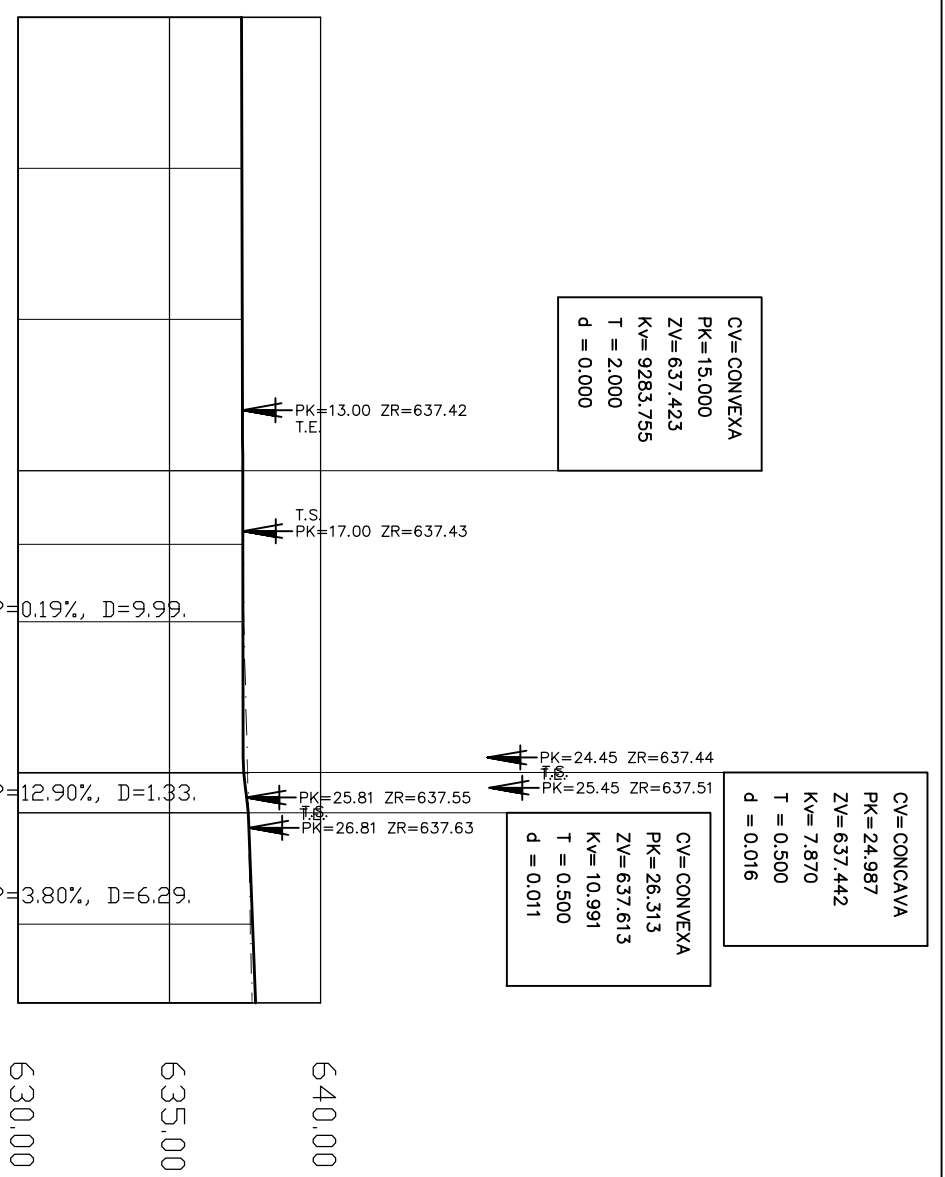 CV=CONVEXA
PK=15.000
ZV=637.423
Kv= 9283.755
T = 2.000
d = 0.000
PK=13.00 ZR=637.42
T.E.
T.S.
PK=17.00 ZR=637.43
=0.19%, D=9.99.
PK=24.45 ZR=637.44
PK=25.45 ZR=637.51
=12.90%, D=1.33.
PK=25.81 ZR=637.55
PK=26.81 ZR=637.63
=3.80%, D=6.29.
CV=CONCAVA
PK=24.987
ZV=637.442
Kv= 7.870
T = 0.500
d = 0.016
CV=CONVEXA
PK=26.313
ZV=637.613
Kv= 10.991
T = 0.500
d = 0.011
640.00
635.00
630.00